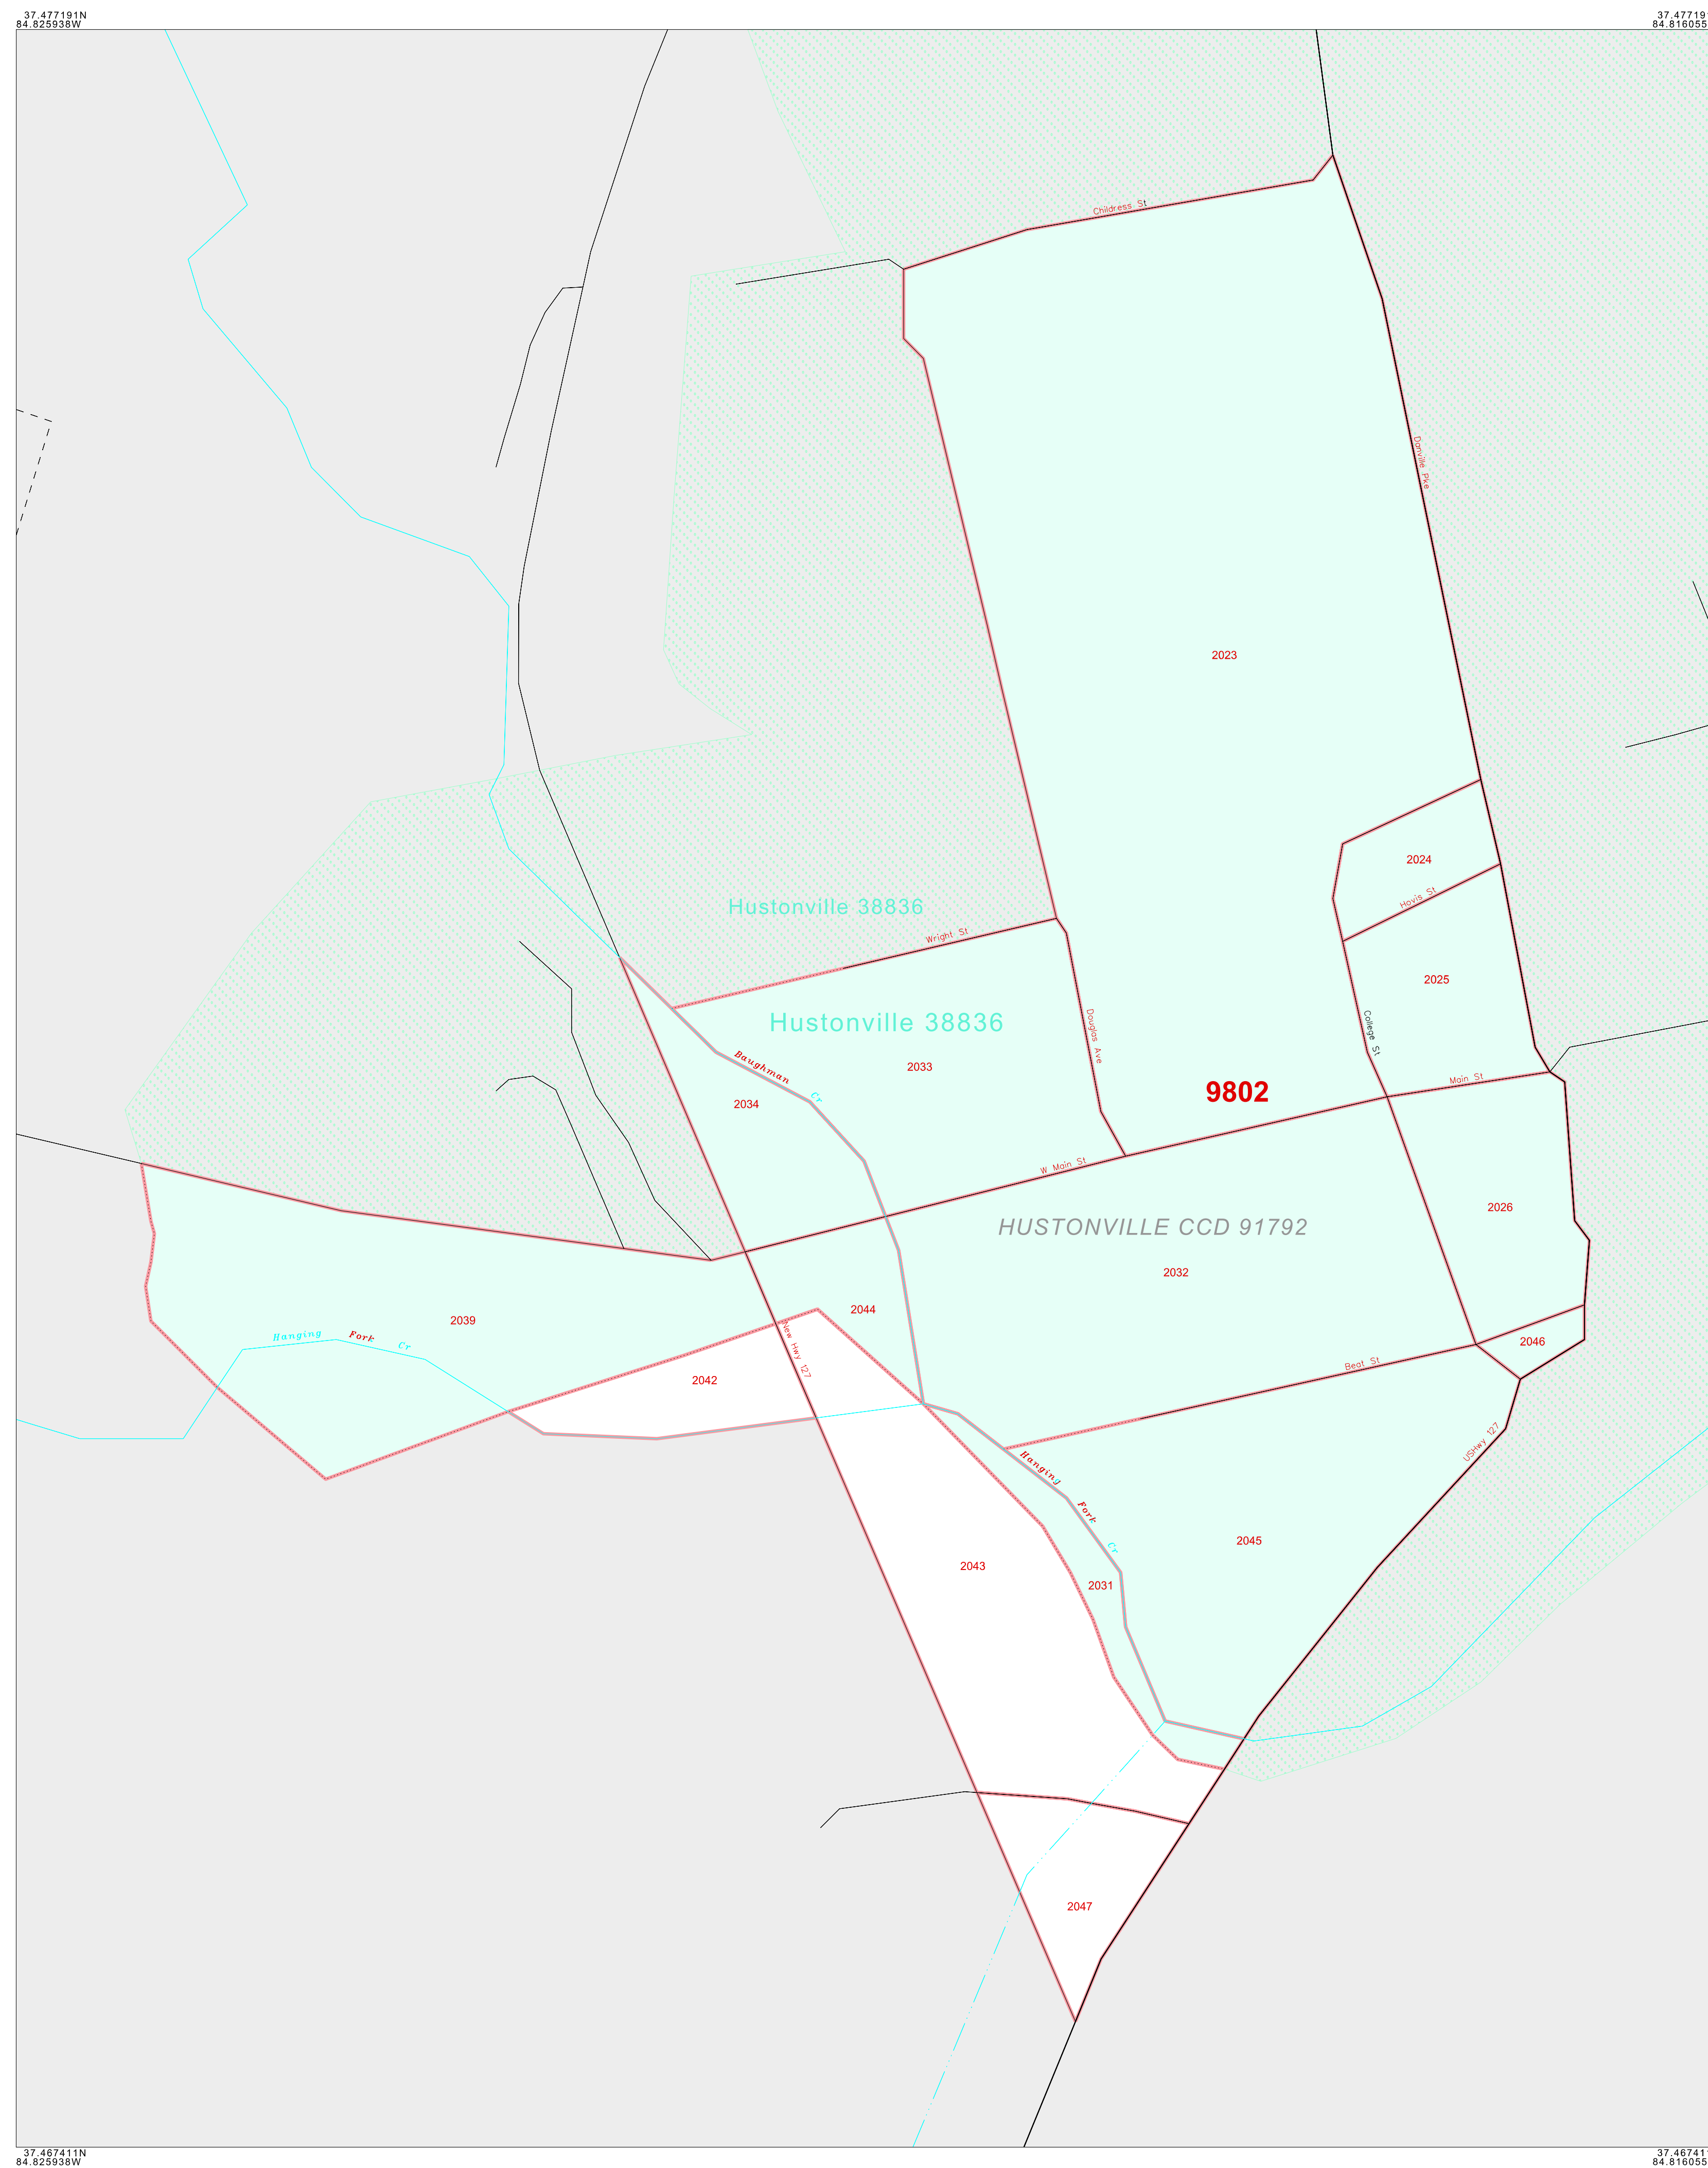 37.477191N
84.825938W
37.47719
84.816055
Childress St
Danville Pke
2023
2024
Hovis St
Hustonville 38836
Wright St
2025
Hustonville 38836
Douglas Ave
College St
Baughman Cr
2033
Main St
9802
2034
W Main St
2026
HUSTONVILLE CCD 91792
2032
2044
2039
Hanging Fork Cr
New Hwy 127
2046
Beat St
2042
USHwy 127
Hanging Fork Cr
2045
2043
2031
2047
37.467411N
84.825938W
37.46741
84.816055